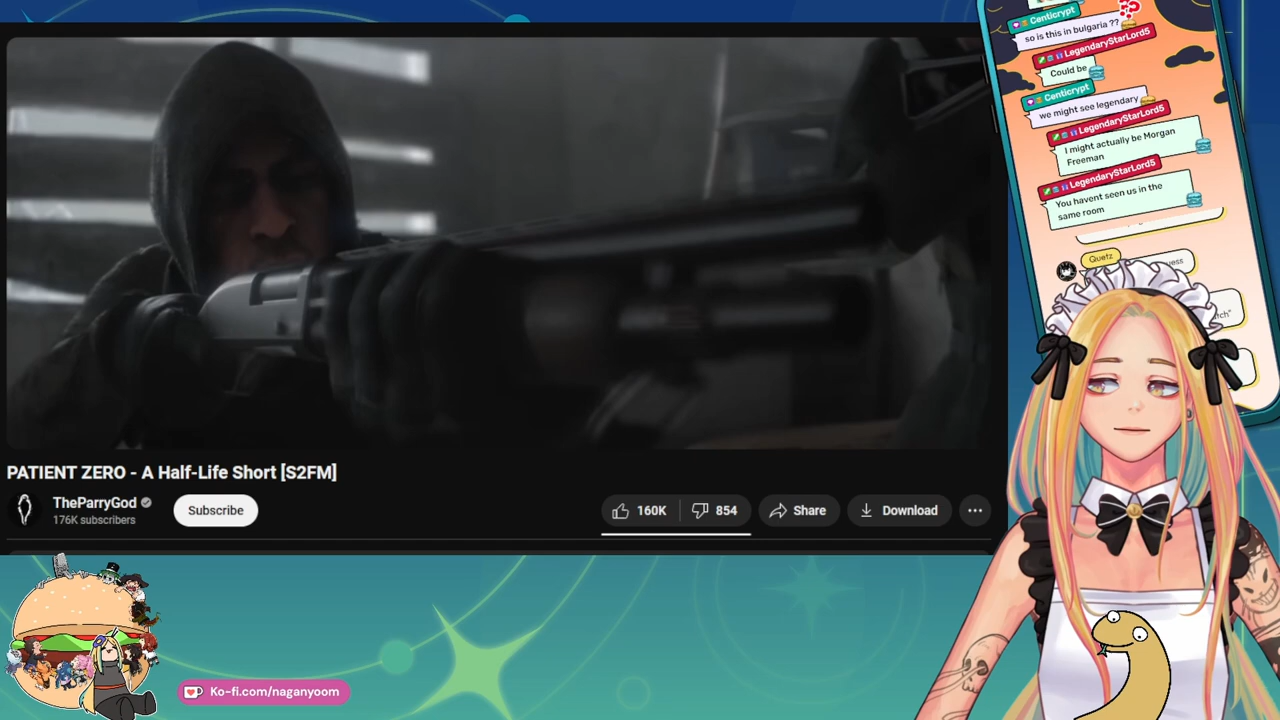 Centicrypt
so is this in bulgaria ??
LegendaryStarLord5
Could be
Centicrypt
we might see legendary
LegendaryStarLord5
I might actually be Morgan
Freeman
LegendaryStarLord5
You havent seen us in the
same room
Quetz
PATIENT ZERO - A Half-Life Short [S2FM]
TheParryGod
176K subscribers
Subscribe
160K
854
Share
Download
Ko-fi.com/naganyoom